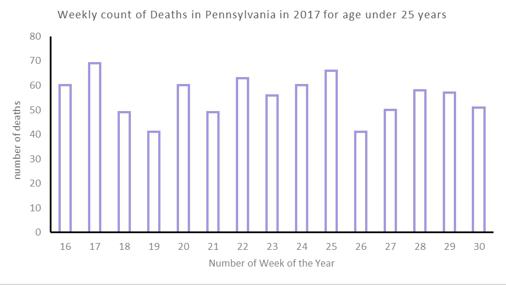 Weekly count of Deaths in Pennsylvania in 2017 for age under 25 years
80
70
60
50
40
30
20
10
0
number of deaths
16 17 18 19 20 21 22 23 24 25 26 27 28 29 30
Number of Week of the Year